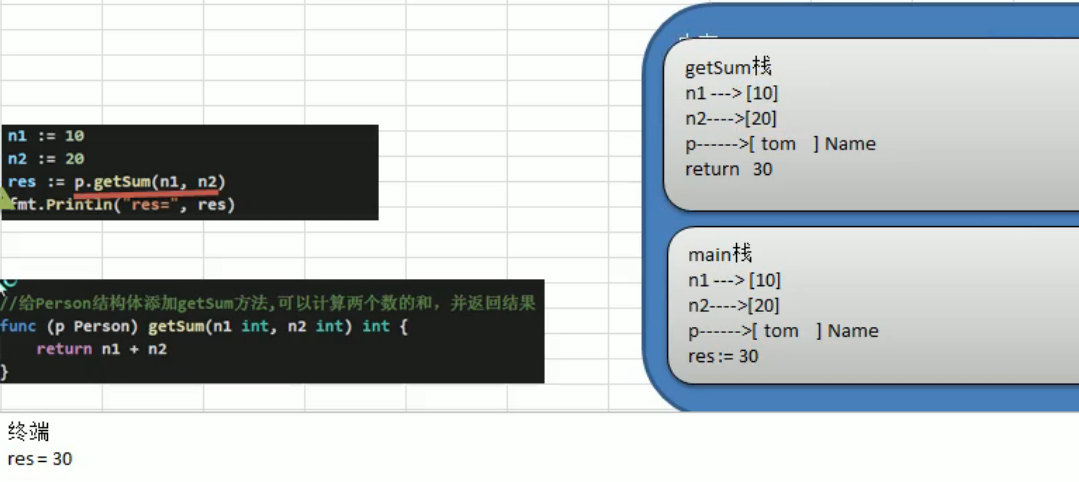 n1 := 10
n2 := 20
res := p.getSum(n1, n2)
fmt.Println("res=", res)
//给Person结构体添加getSum方法,可以计算两个数的和，并返回结果
func (p Person) getSum(n1 int, n2 int) int {
return n1 + n2
}
终端
res = 30
getSum栈
n1 ---> [10]
n2---->[20]
p------>[ tom ] Name
return 30
main栈
n1 ---> [10]
n2---->[20]
p------>[ tom ] Name
res := 30